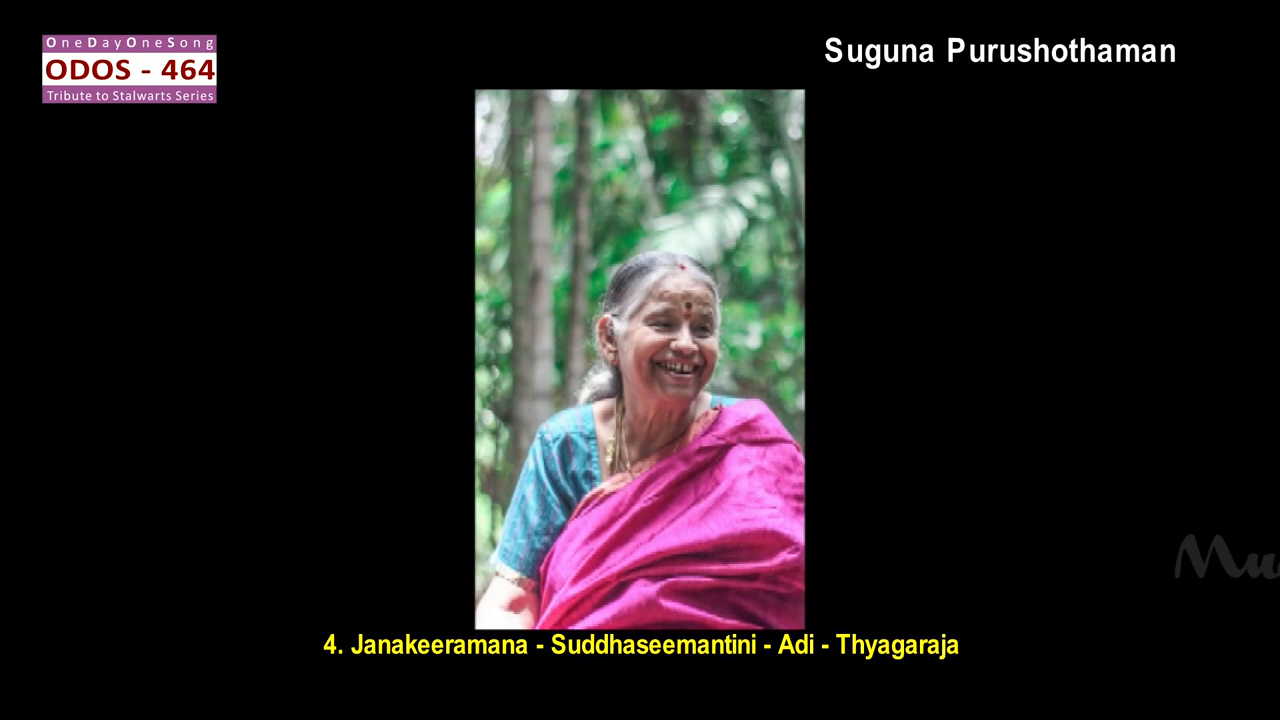 OneDayOneSong
ODOS - 464
Tribute to Stalwarts Series
Suguna Purushothaman
4. Janakeeramana - Suddhaseemantini - Adi - Thyagaraja